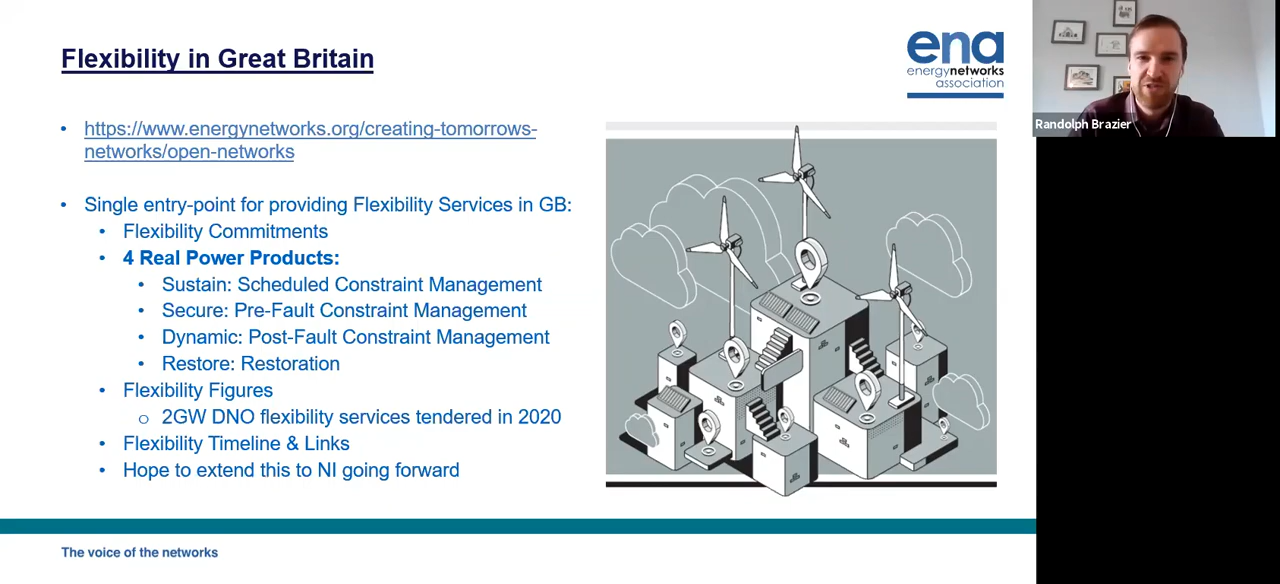 Flexibility in Great Britain
ena
energynetworks
association
Randolph Brazier
• https://www.energynetworks.org/creating-tomorrows-
networks/open-networks
• Single entry-point for providing Flexibility Services in GB:
• Flexibility Commitments
• 4 Real Power Products:
• Sustain: Scheduled Constraint Management
• Secure: Pre-Fault Constraint Management
• Dynamic: Post-Fault Constraint Management
• Restore: Restoration
• Flexibility Figures
o 2GW DNO flexibility services tendered in 2020
• Flexibility Timeline & Links
• Hope to extend this to NI going forward
The voice of the networks